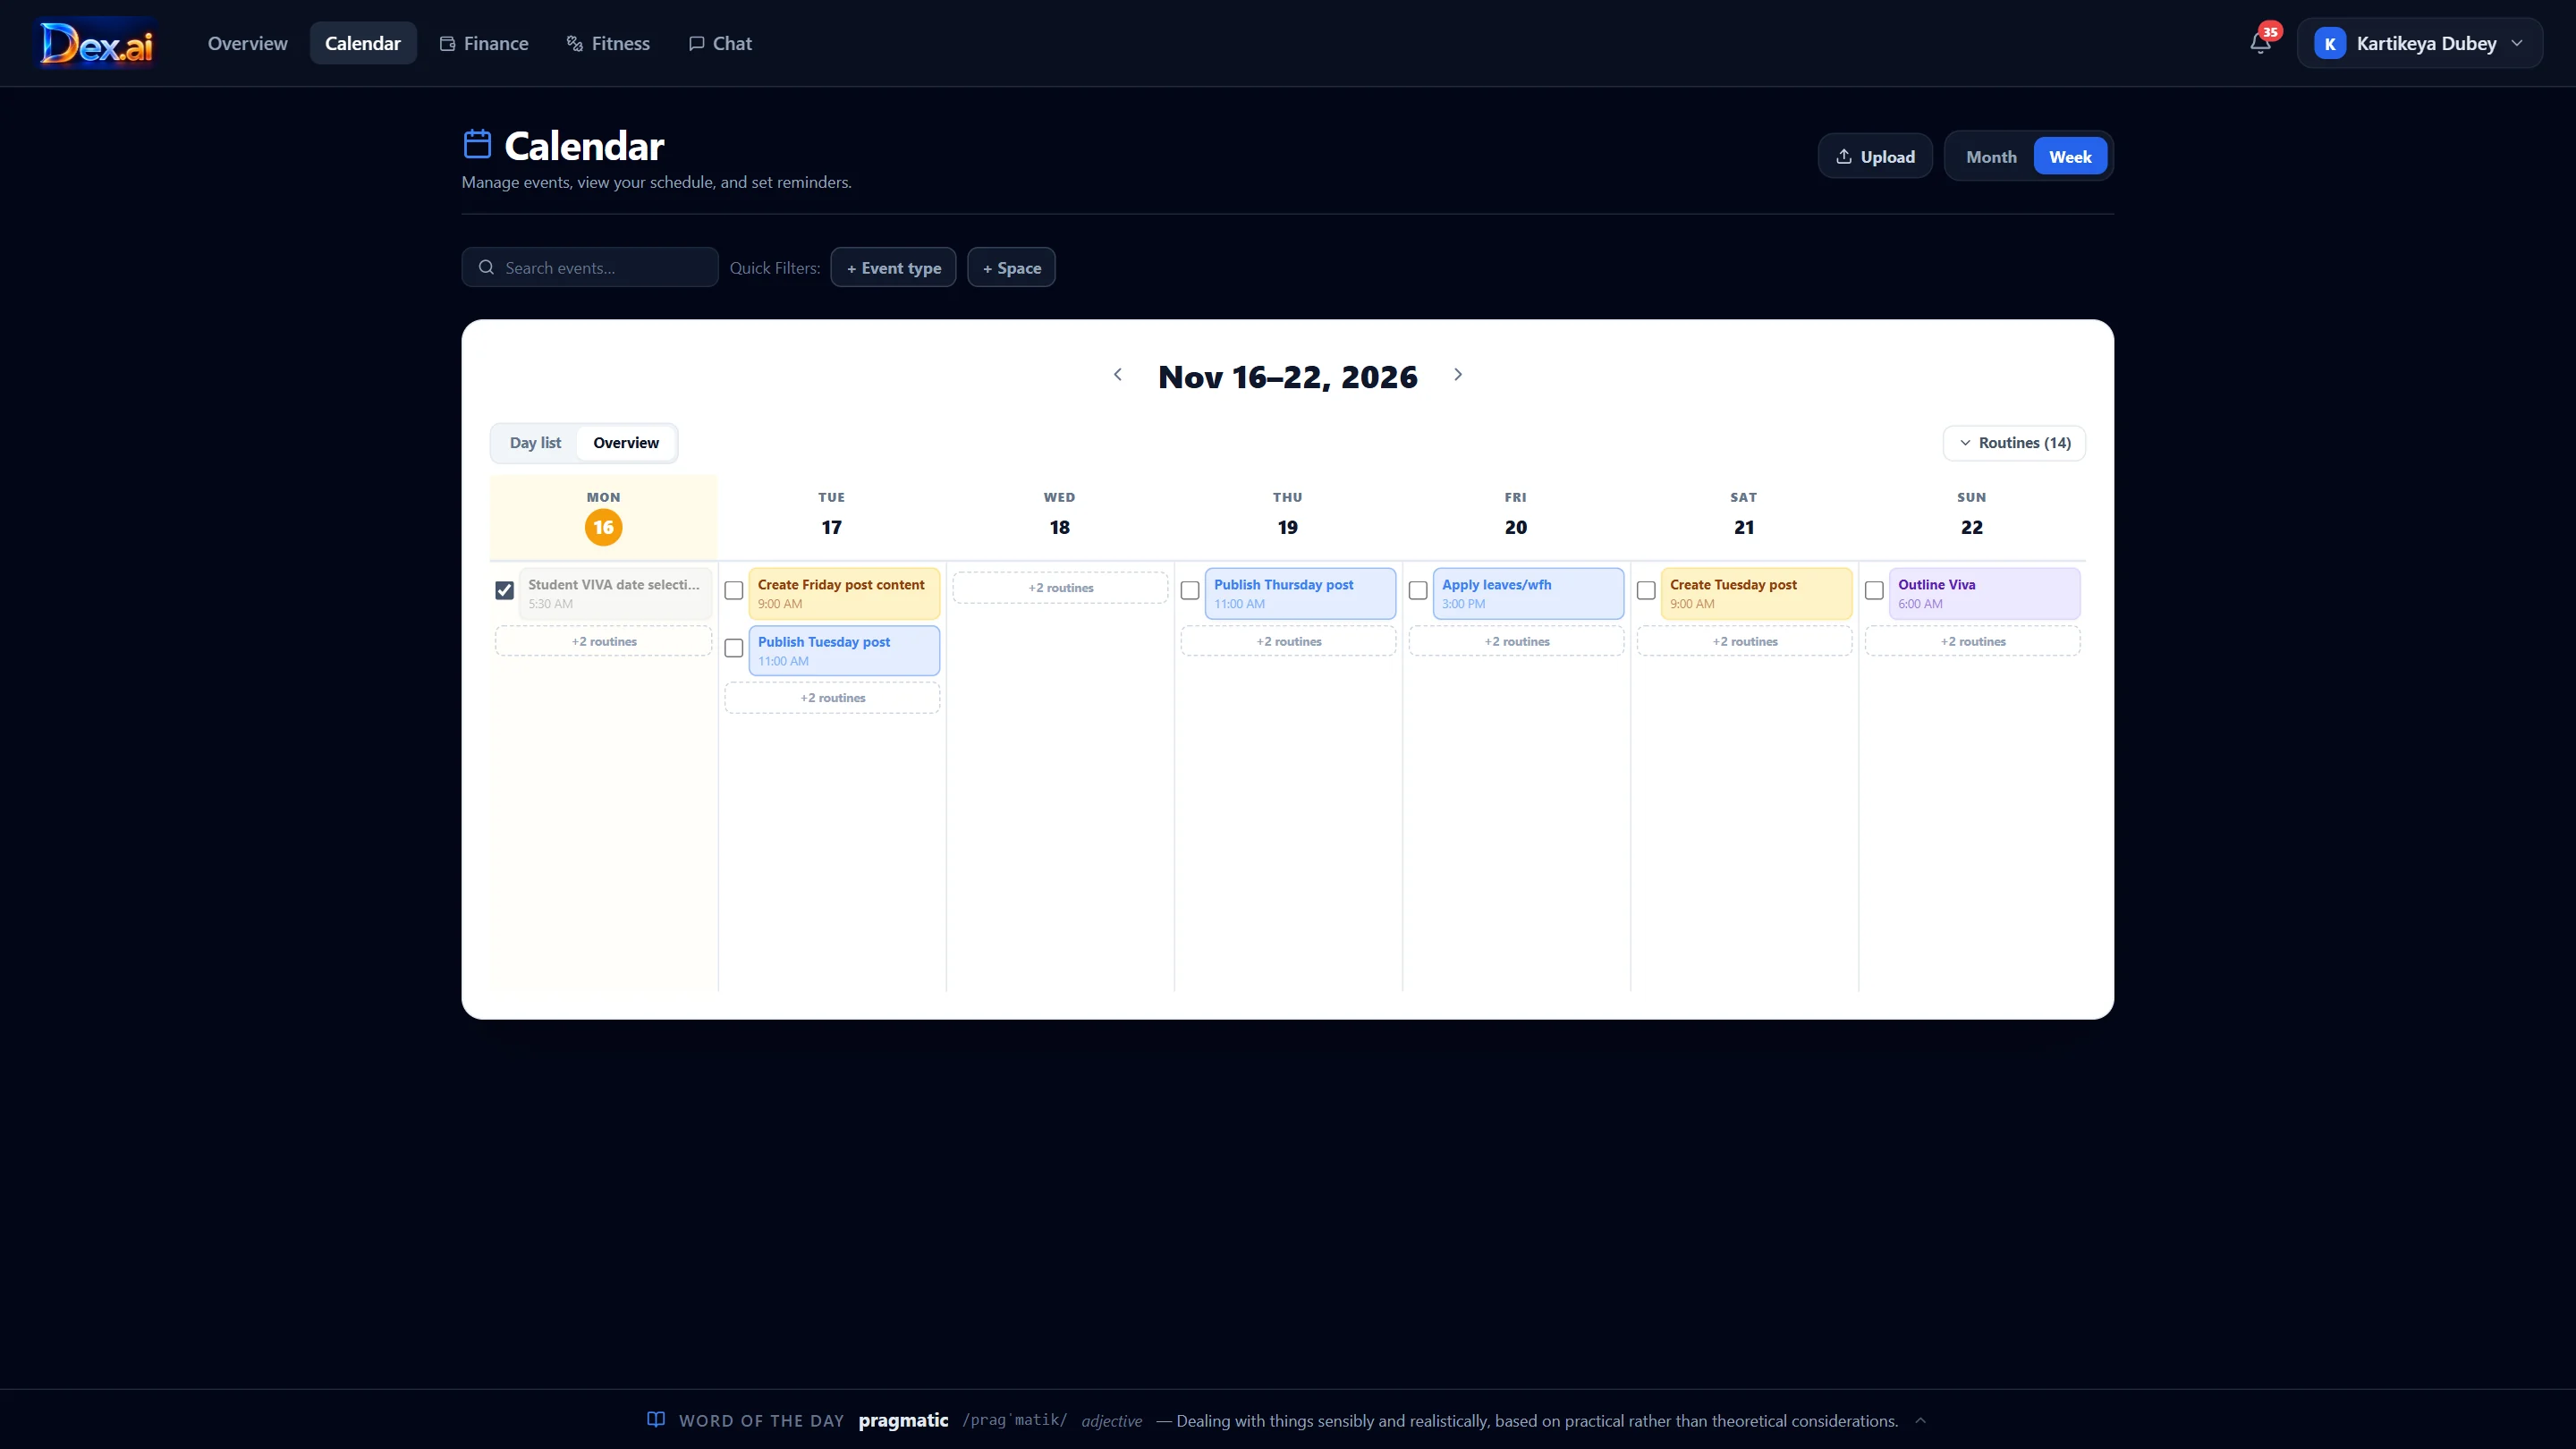 Dex.ai Overview Calendar Finance Fitness Chat 35 K Kartikeya Dubey
Calendar
Manage events, view your schedule, and set reminders.
Upload Month Week
Search events... Quick Filters: + Event type + Space
Nov 16–22, 2026
Day list Overview Routines (14)
MON TUE WED THU FRI SAT SUN
16 17 18 19 20 21 22
Student VIVA date selecti...
5:30 AM
+2 routines
Create Friday post content
9:00 AM
Publish Tuesday post
11:00 AM
+2 routines
+2 routines
Publish Thursday post
11:00 AM
+2 routines
Apply leaves/wfh
3:00 PM
+2 routines
Create Tuesday post
9:00 AM
+2 routines
Outline Viva
6:00 AM
+2 routines
WORD OF THE DAY pragmatic /praɡˈmatik/ adjective — Dealing with things sensibly and realistically, based on practical rather than theoretical considerations.